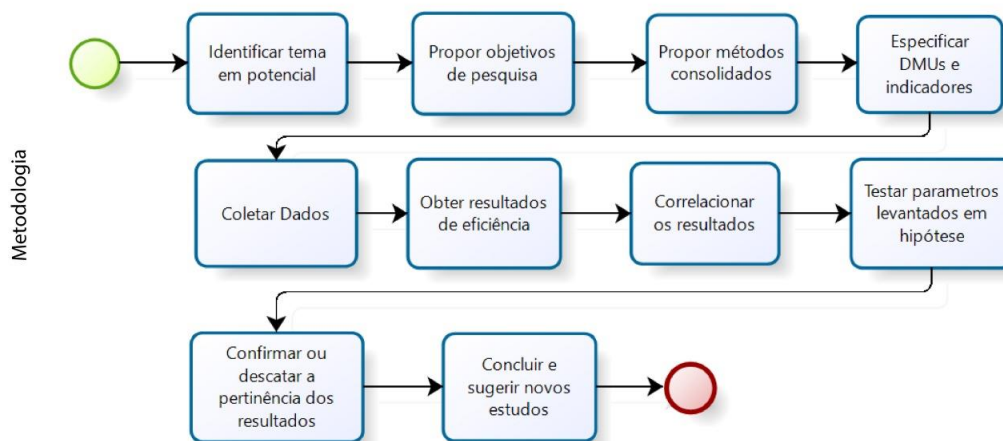 Metodologia
Identificar tema
em potencial
Propor objetivos
de pesquisa
Propor métodos
consolidados
Especificar
DMUs e
indicadores
Coletar Dados
Obter resultados
de eficiência
Correlacionar
os resultados
Testar parametros
levantados em
hipótese
Confirmar ou
descatar a
pertinência dos
resultados
Concluir e
sugerir novos
estudos